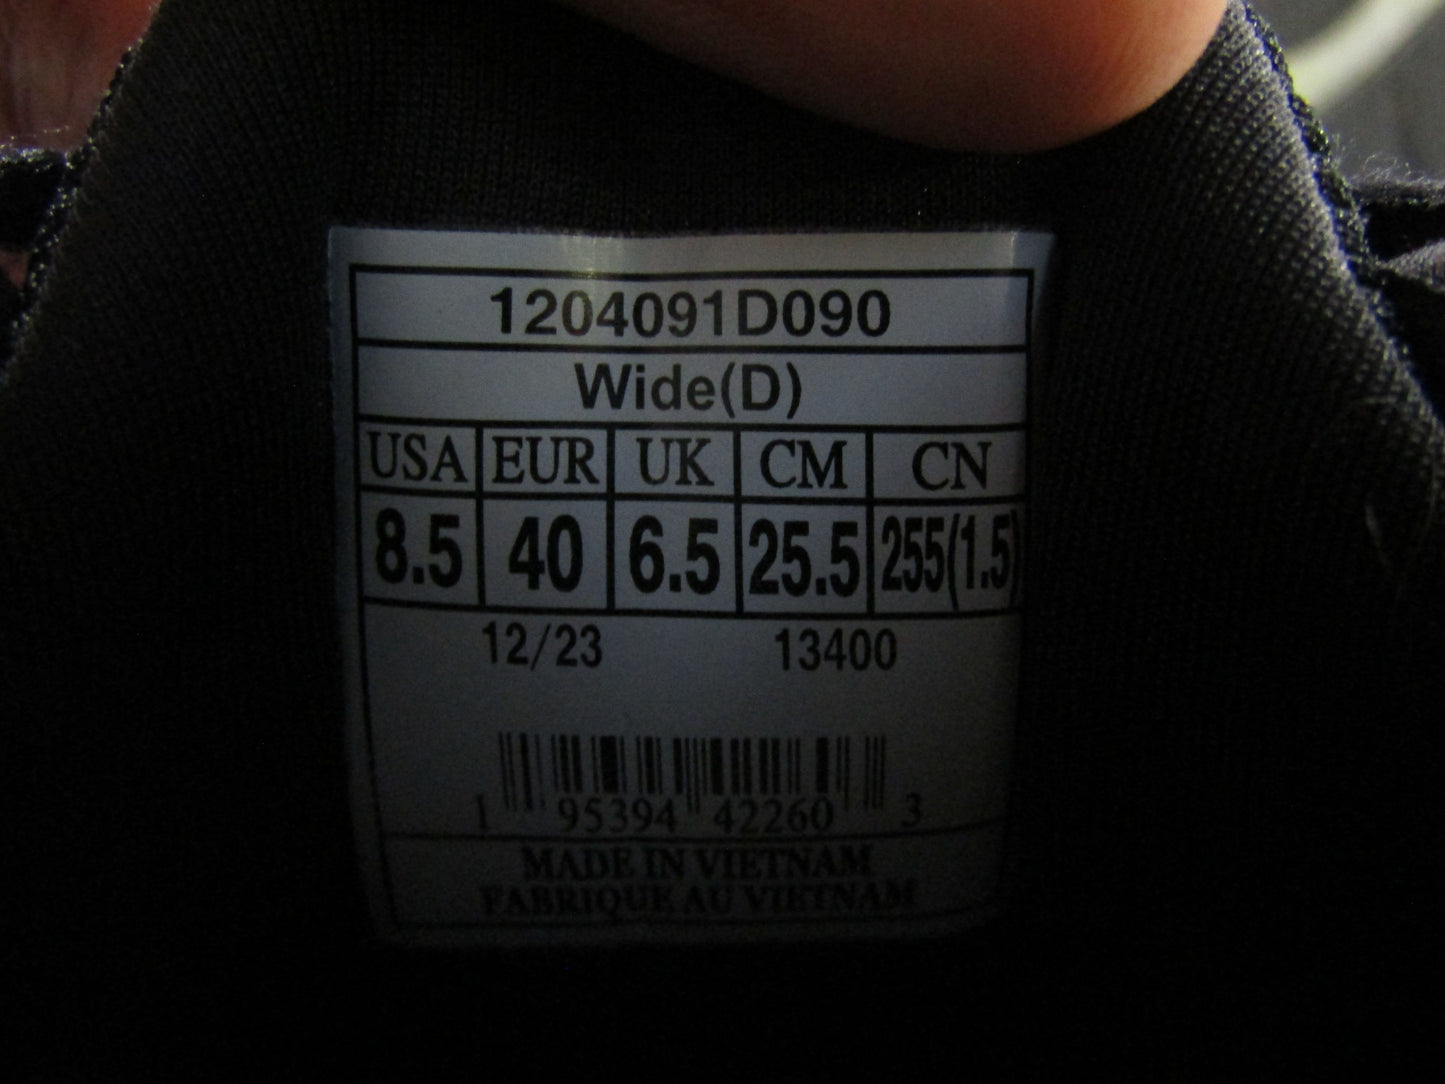 1204091D090
Wide(D)
USA EUR UK CM CN
8.5 40 6.5 25.5 255(1.5)
12/23 13400
1 95394 42260 3
MADE IN VIETNAM
FABRIQUE AU VIETNAM